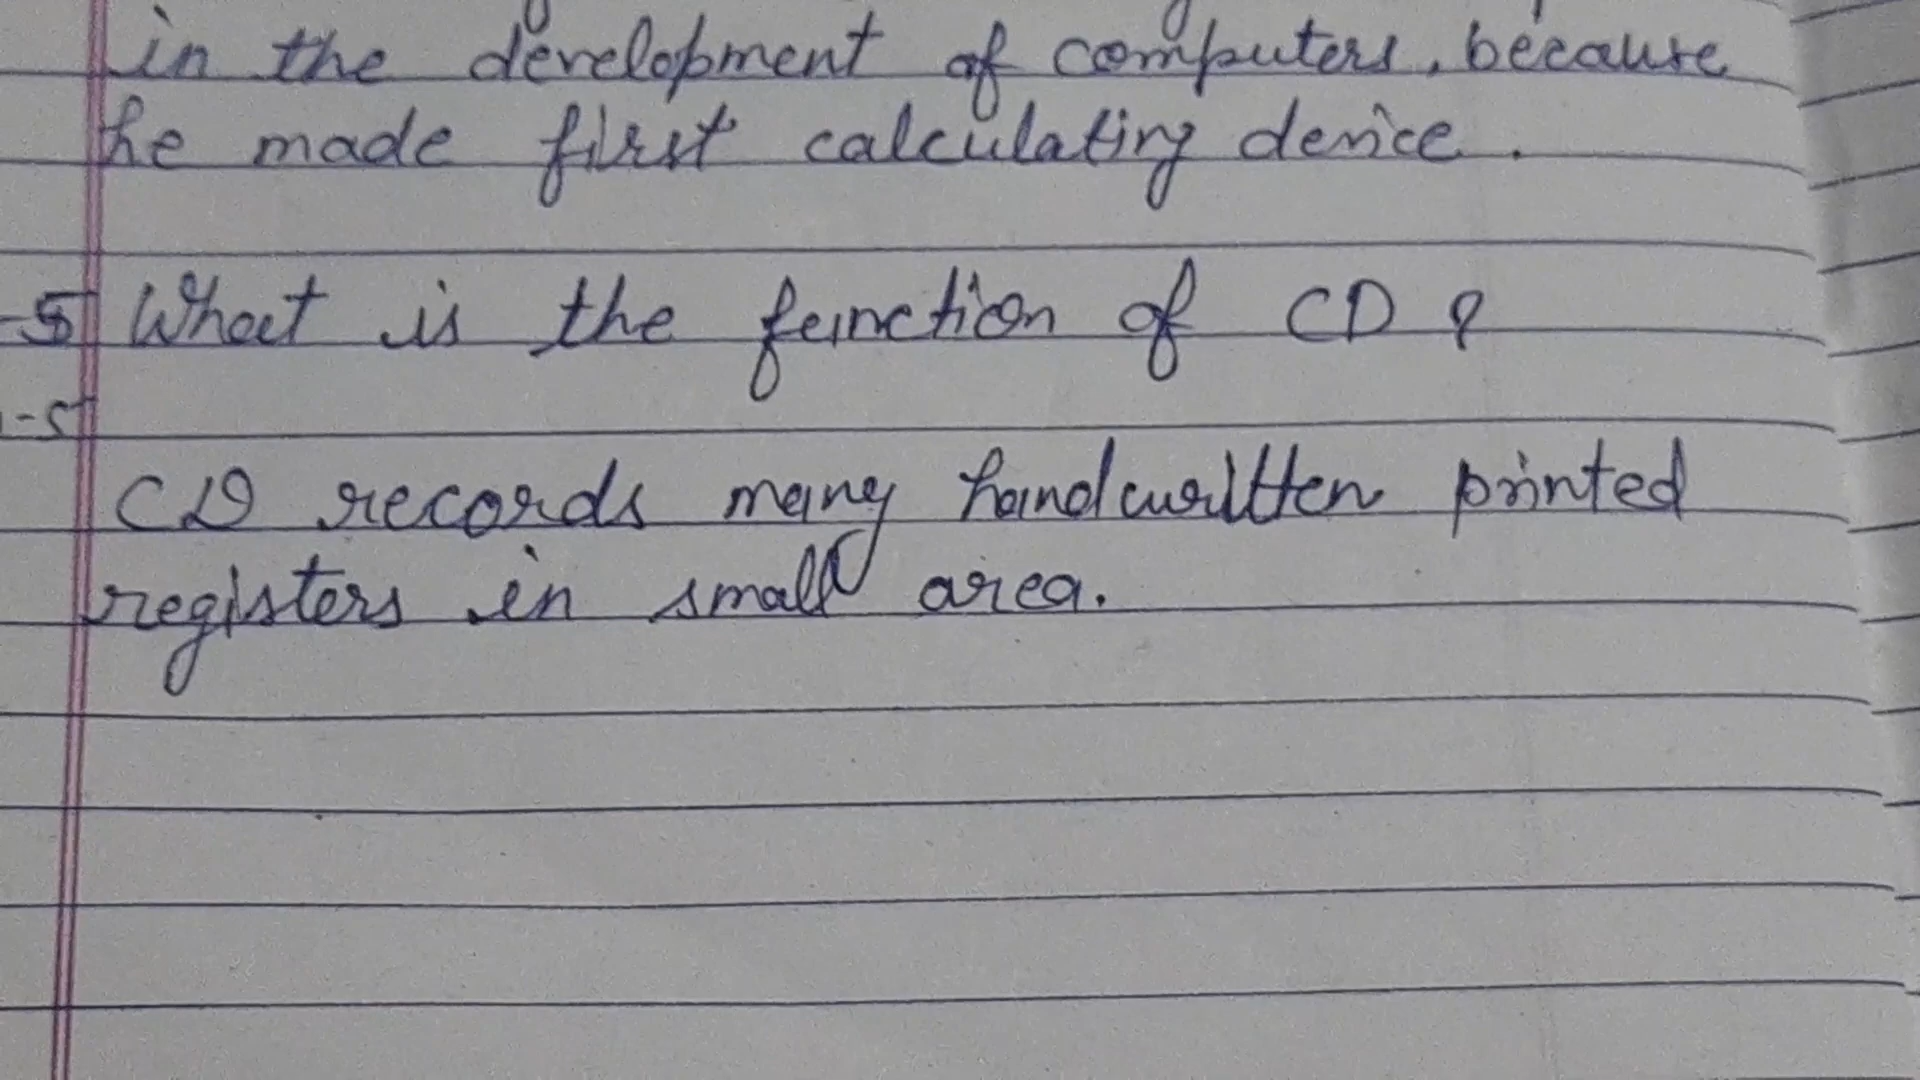 in the development of computers, because
he made first calculating device.
-5 What is the function of CD ?
-5
CD records many handwritten printed
registers in small area.